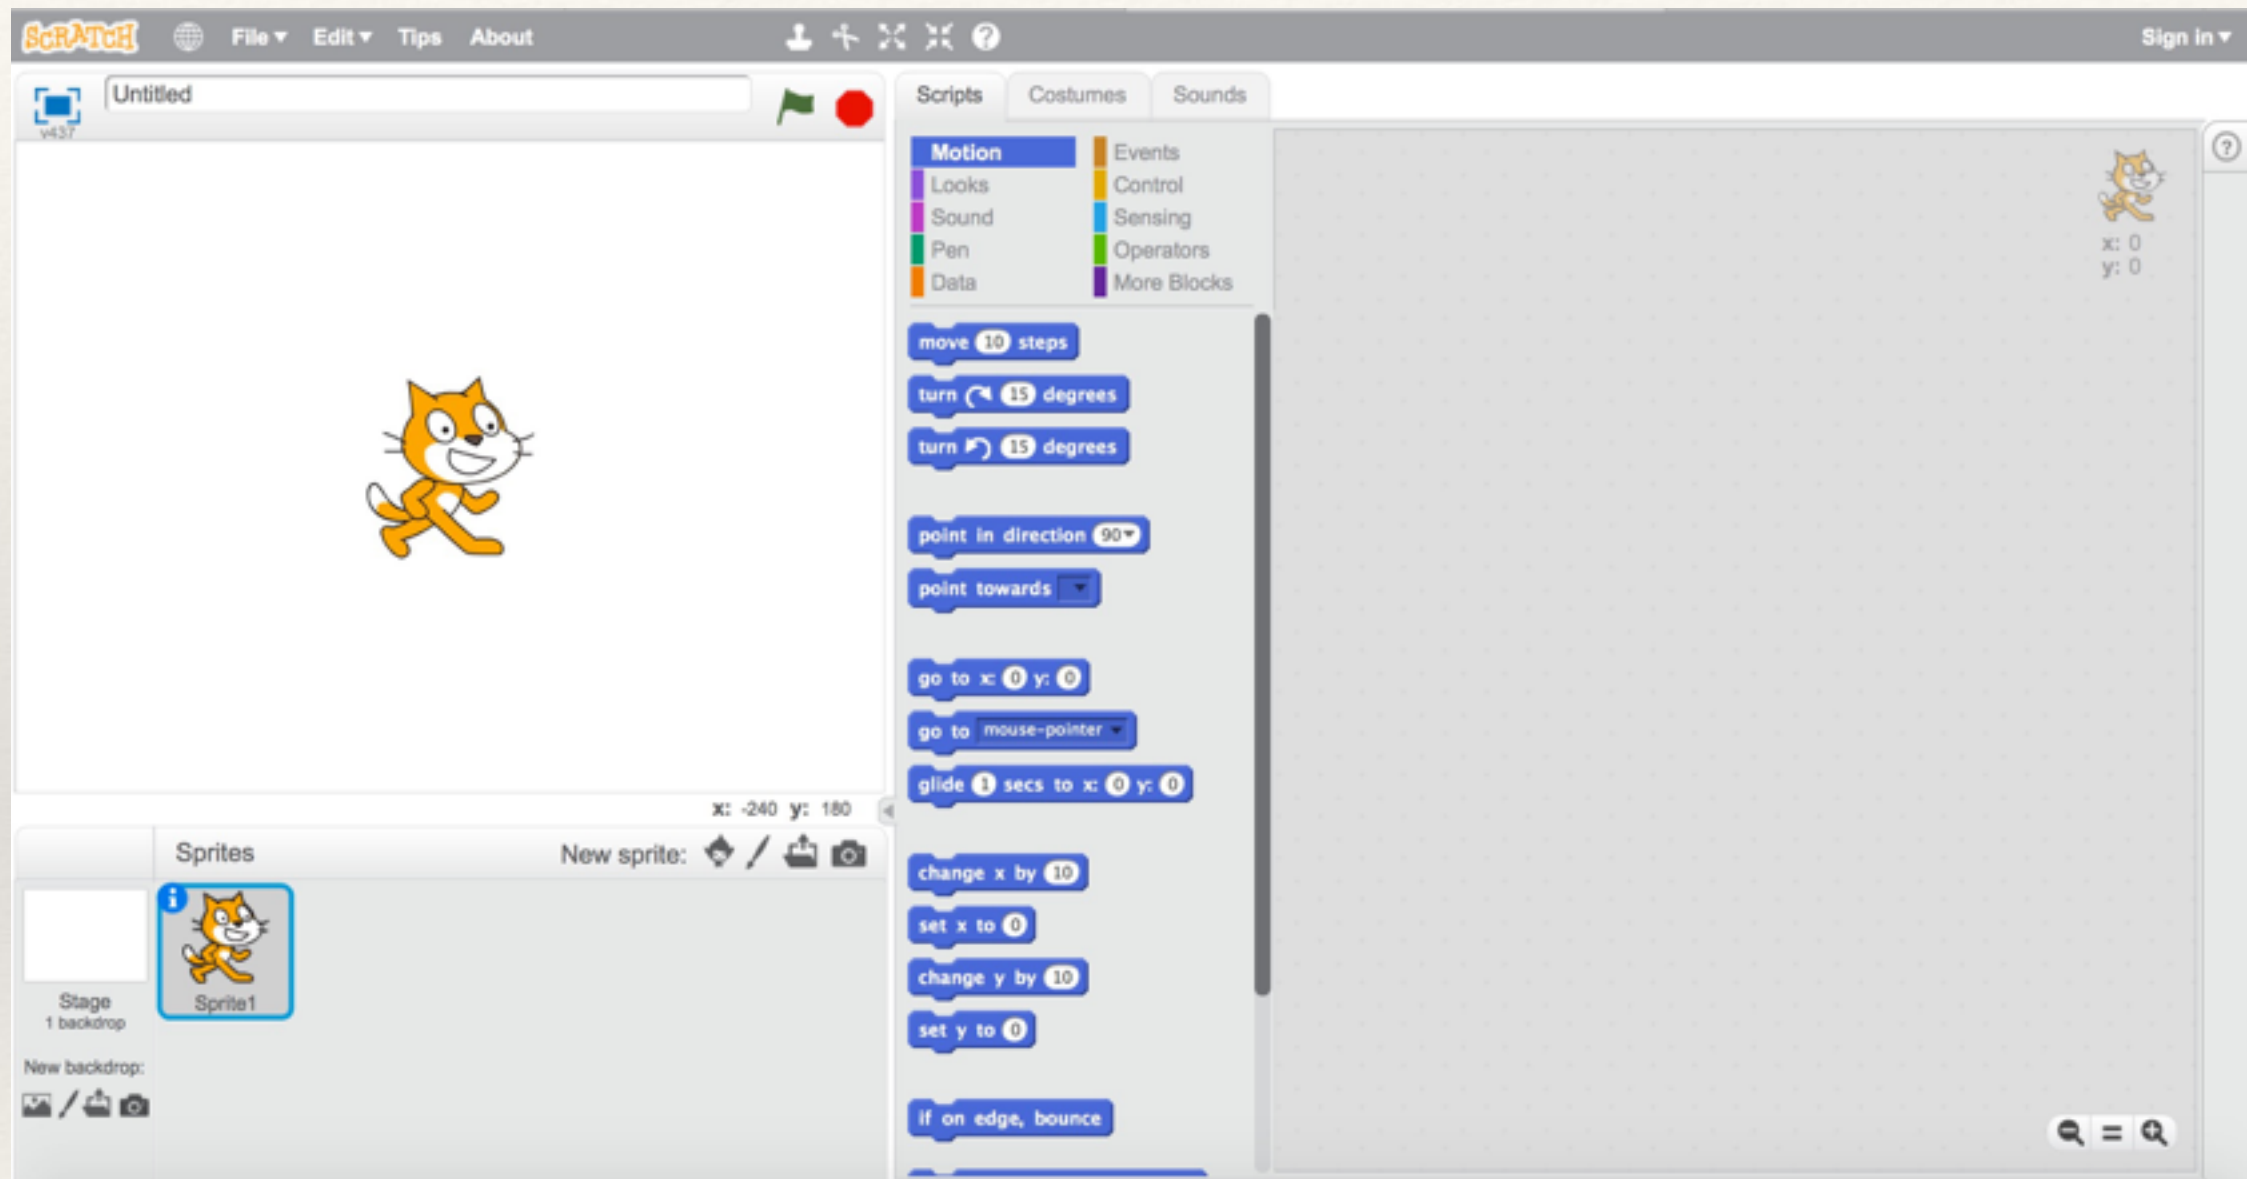 SCRATCH File Edit Tips About Sign in
Untitled
v437
Scripts Costumes Sounds
Motion Events
Looks Control
Sound Sensing
Pen Operators
Data More Blocks
x: 0
y: 0
move 10 steps
turn 15 degrees
turn 15 degrees
point in direction 90
point towards
go to x: 0 y: 0
go to mouse-pointer
glide 1 secs to x: 0 y: 0
change x by 10
set x to 0
change y by 10
set y to 0
if on edge, bounce
x: -240 y: 180
Sprites New sprite:
Sprite1
Stage
1 backdrop
New backdrop: